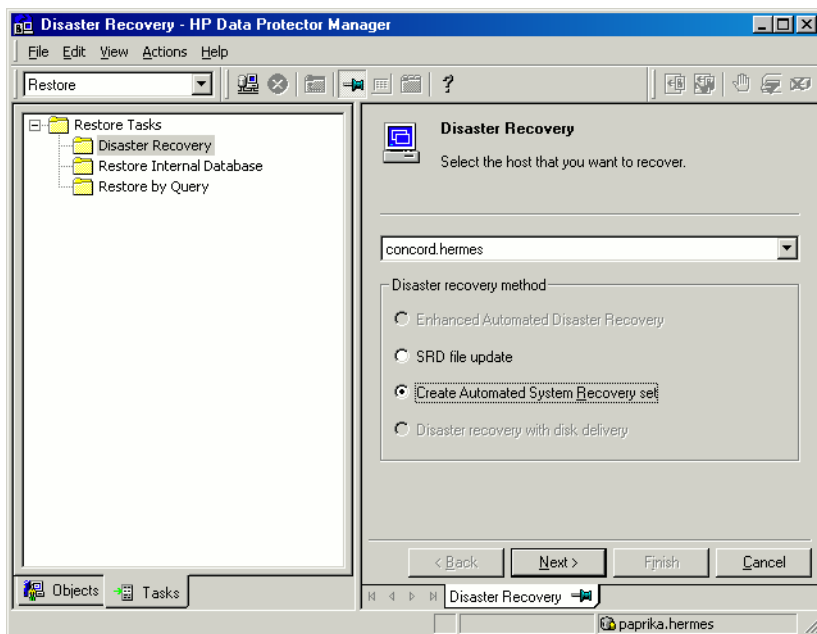 Disaster Recovery - HP Data Protector Manager
File Edit View Actions Help
Restore
?
Restore Tasks
Disaster Recovery
Restore Internal Database
Restore by Query
Disaster Recovery
Select the host that you want to recover.
concord.hermes
Disaster recovery method
Enhanced Automated Disaster Recovery
SRD file update
Create Automated System Recovery set
Disaster recovery with disk delivery
< Back Next > Finish Cancel
Objects Tasks
Disaster Recovery
paprika.hermes